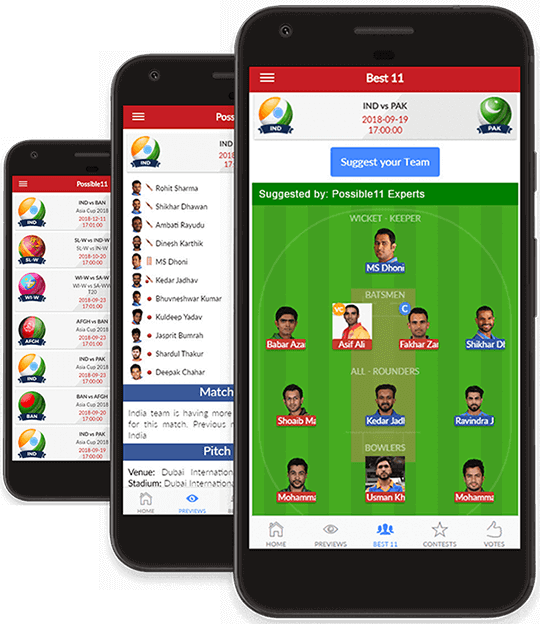 Possible11
IND
IND vs BAN
Asia Cup 2018
2018-12-11
17:01:00
SL-W
SL-W vs IND-W
SL-W vs IN-W
2018-10-20
17:00:00
WI-W
WI-W vs SA-W
WI-W vs SA-WW
T20
2018-09-23
17:01:00
AFGH
AFGH vs BAN
Asia Cup 2018
2018-09-23
17:01:00
IND
IND vs PAK
Asia Cup 2018
2018-09-23
17:01:00
BAN
BAN vs AFGH
Asia Cup 2018
2018-09-20
17:00:00
IND
IND vs PAK
Asia Cup 2018
2018-09-19
17:00:00
Poss
IND
IND
2018
17:0
Rohit Sharma
Shikhar Dhawan
Ambati Rayudu
Dinesh Karthik
MS Dhoni
Kedar Jadhav
Bhuvneshwar Kumar
Kuldeep Yadav
Jasprit Bumrah
Shardul Thakur
Deepak Chahar
Match
India team is having more
for this match. Previous r
India
Pitch
Venue: Dubai Internation
Stadium: Dubai Internation
HOME
PREVIEWS
BE
Best 11
IND
IND vs PAK
2018-09-19
17:00:00
PAK
Suggest your Team
Suggested by: Possible11 Experts
WICKET - KEEPER
MS Dhoni
BATSMEN
VC
C
Babar Azar
Asif Ali
Fakhar Zar
Shikhar Dh
ALL - ROUNDERS
Shoaib Ma
Kedar Jadl
Ravindra J
BOWLERS
Mohamma
Usman Kh
Mohamma
HOME
PREVIEWS
BEST 11
CONTESTS
VOTES